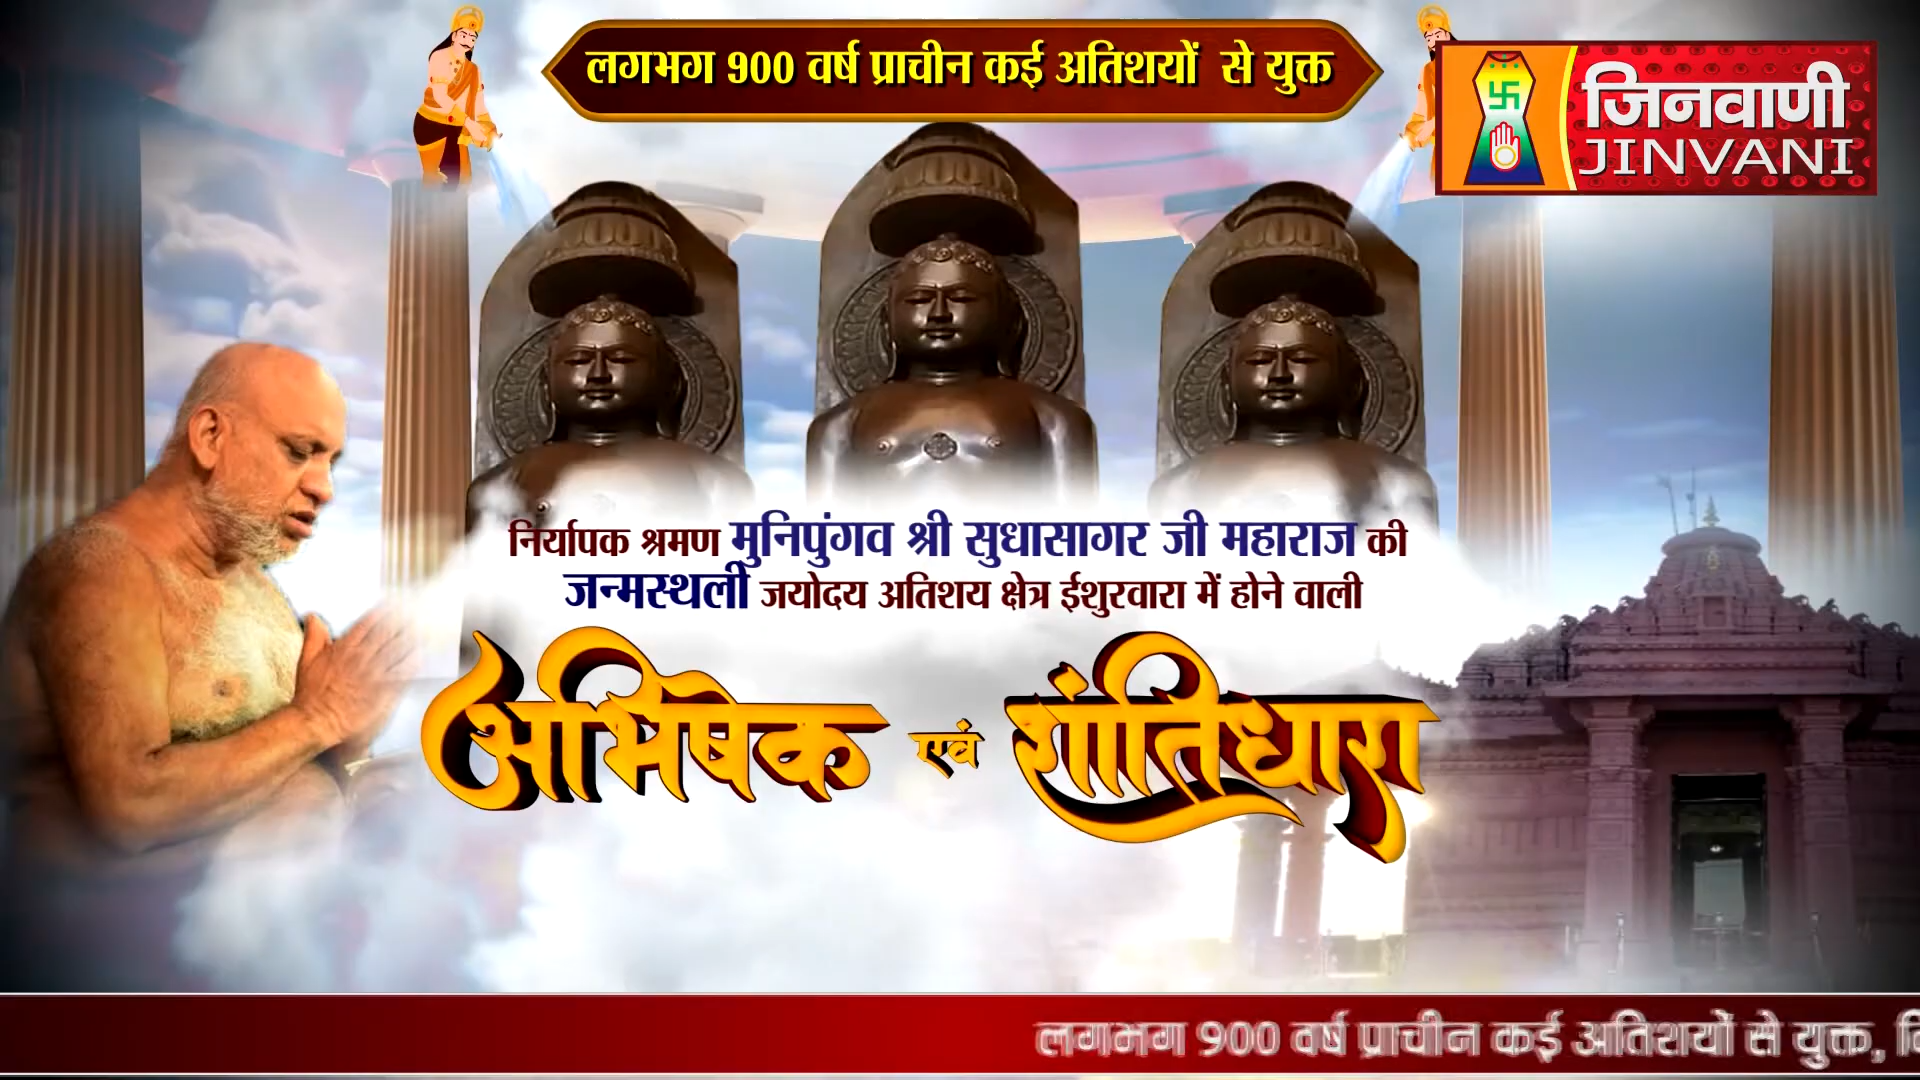 लगभग 900 वर्ष प्राचीन कई अतिशयों से युक्त
जिनवाणी
JINVANI
निर्यापक श्रमण मुनिपुंगव श्री सुधासागर जी महाराज की
जन्मस्थली जयोदय अतिशय क्षेत्र ईशुरवारा में होने वाली
अभिषेक एवं शांतिधारा
लगभग 900 वर्ष प्राचीन कई अतिशयों से युक्त,